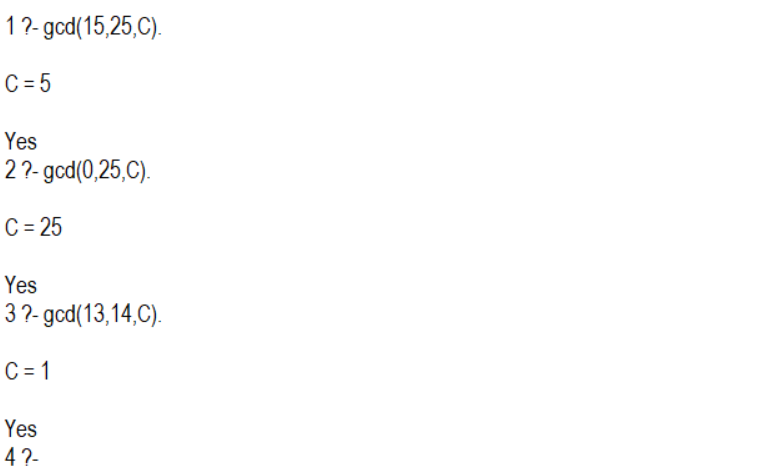 1 ?- gcd(15,25,C).
C = 5
Yes
2 ?- gcd(0,25,C).
C = 25
Yes
3 ?- gcd(13,14,C).
C = 1
Yes
4 ?-